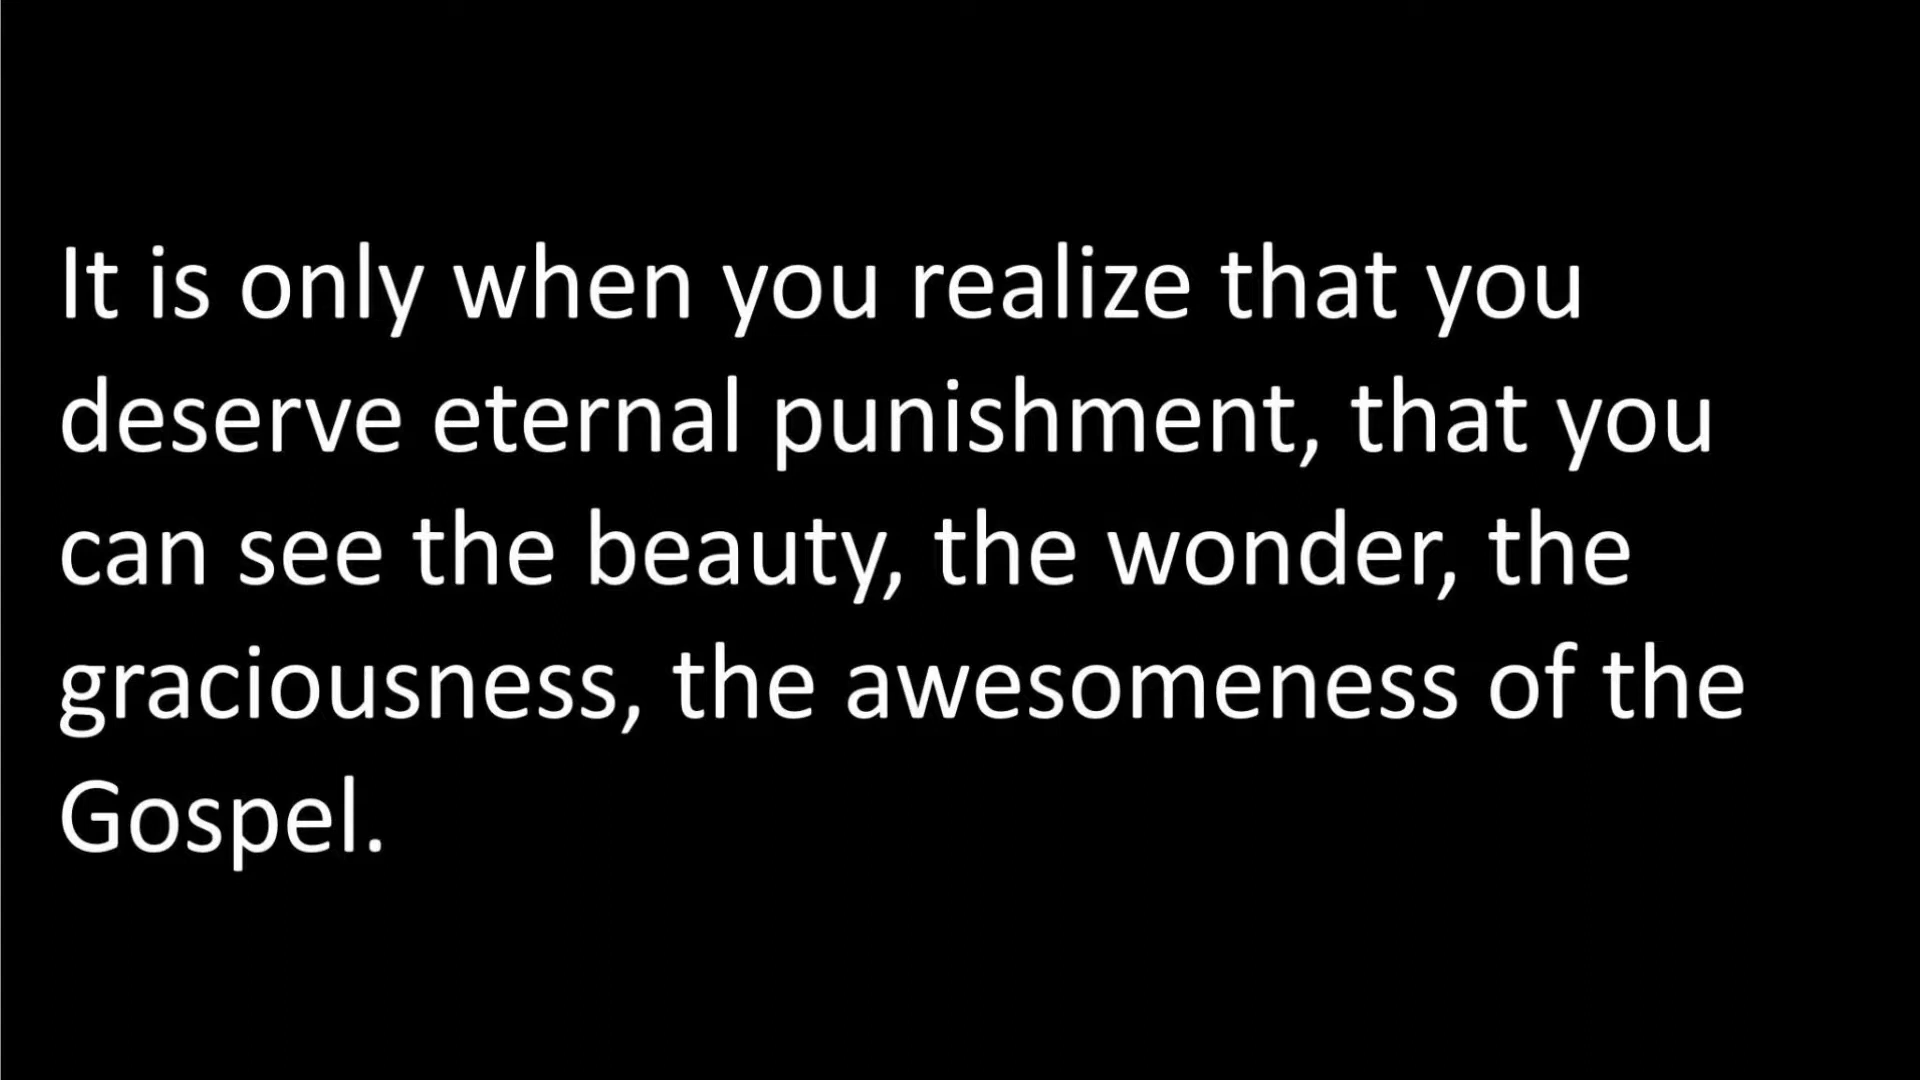 It is only when you realize that you
deserve eternal punishment, that you
can see the beauty, the wonder, the
graciousness, the awesomeness of the
Gospel.